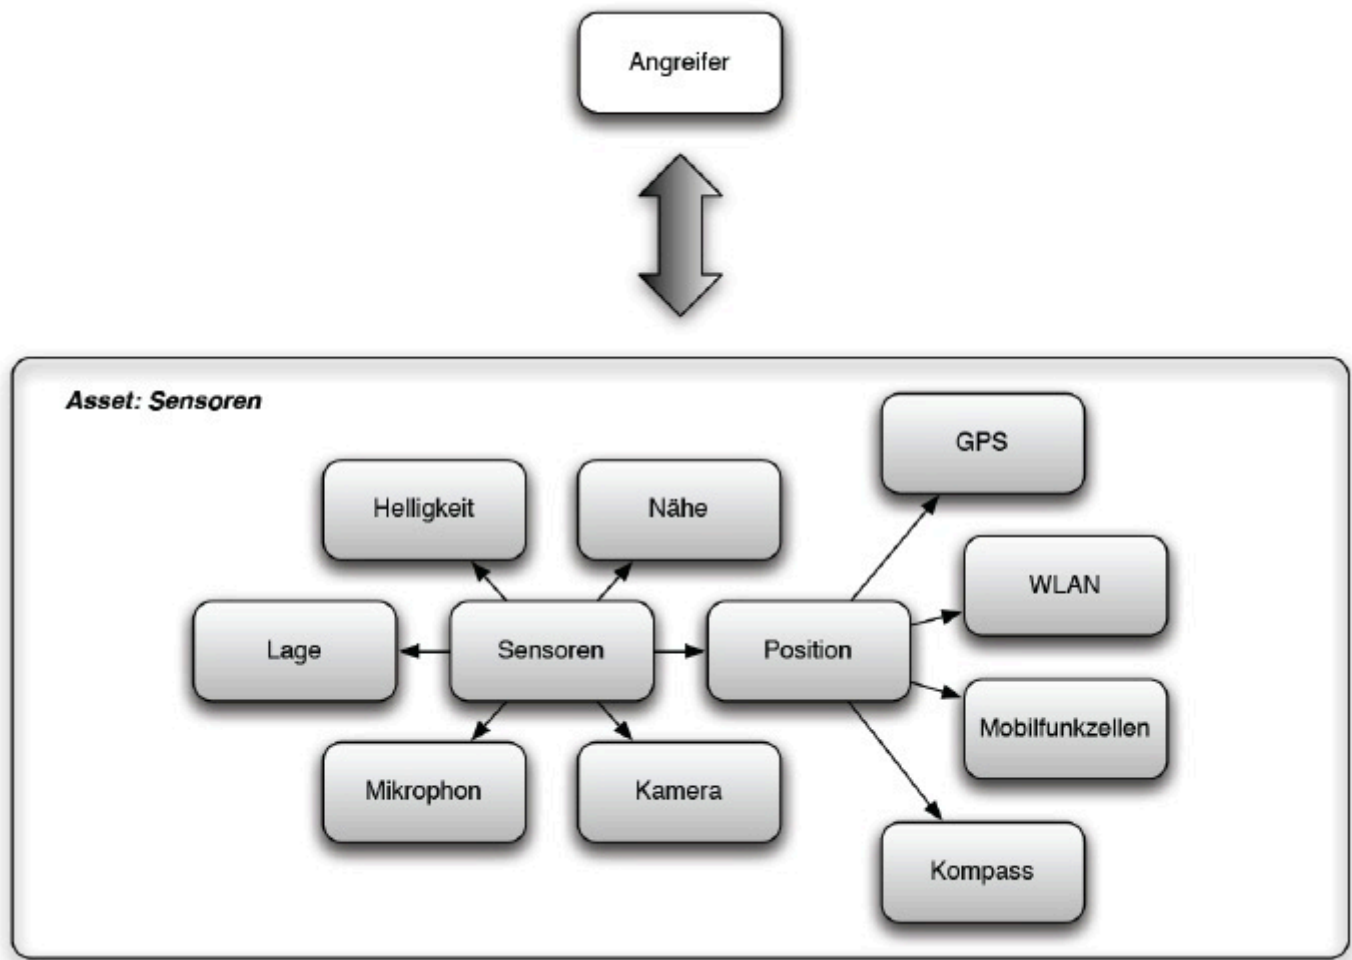 Angreifer
Asset: Sensoren
GPS
Helligkeit
Nähe
WLAN
Lage
Sensoren
Position
Mobilfunkzellen
Mikrophon
Kamera
Kompass